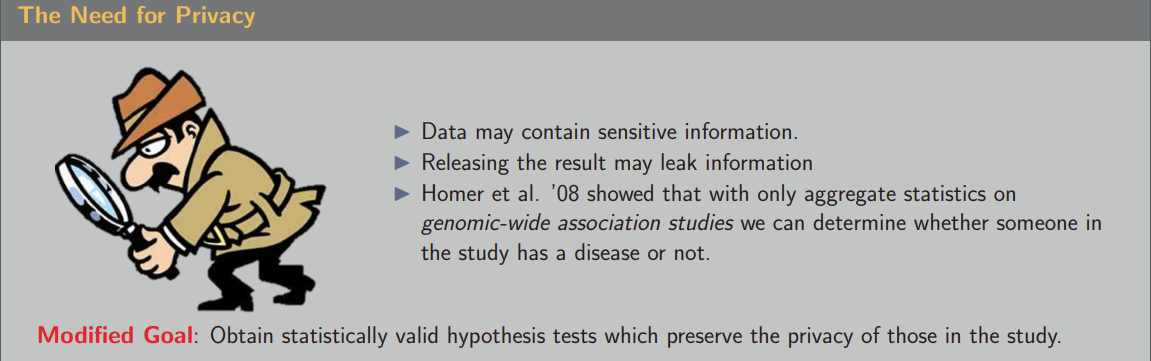 The Need for Privacy
▶ Data may contain sensitive information.
▶ Releasing the result may leak information
▶ Homer et al. '08 showed that with only aggregate statistics on
genomic-wide association studies we can determine whether someone in
the study has a disease or not.
Modified Goal: Obtain statistically valid hypothesis tests which preserve the privacy of those in the study.